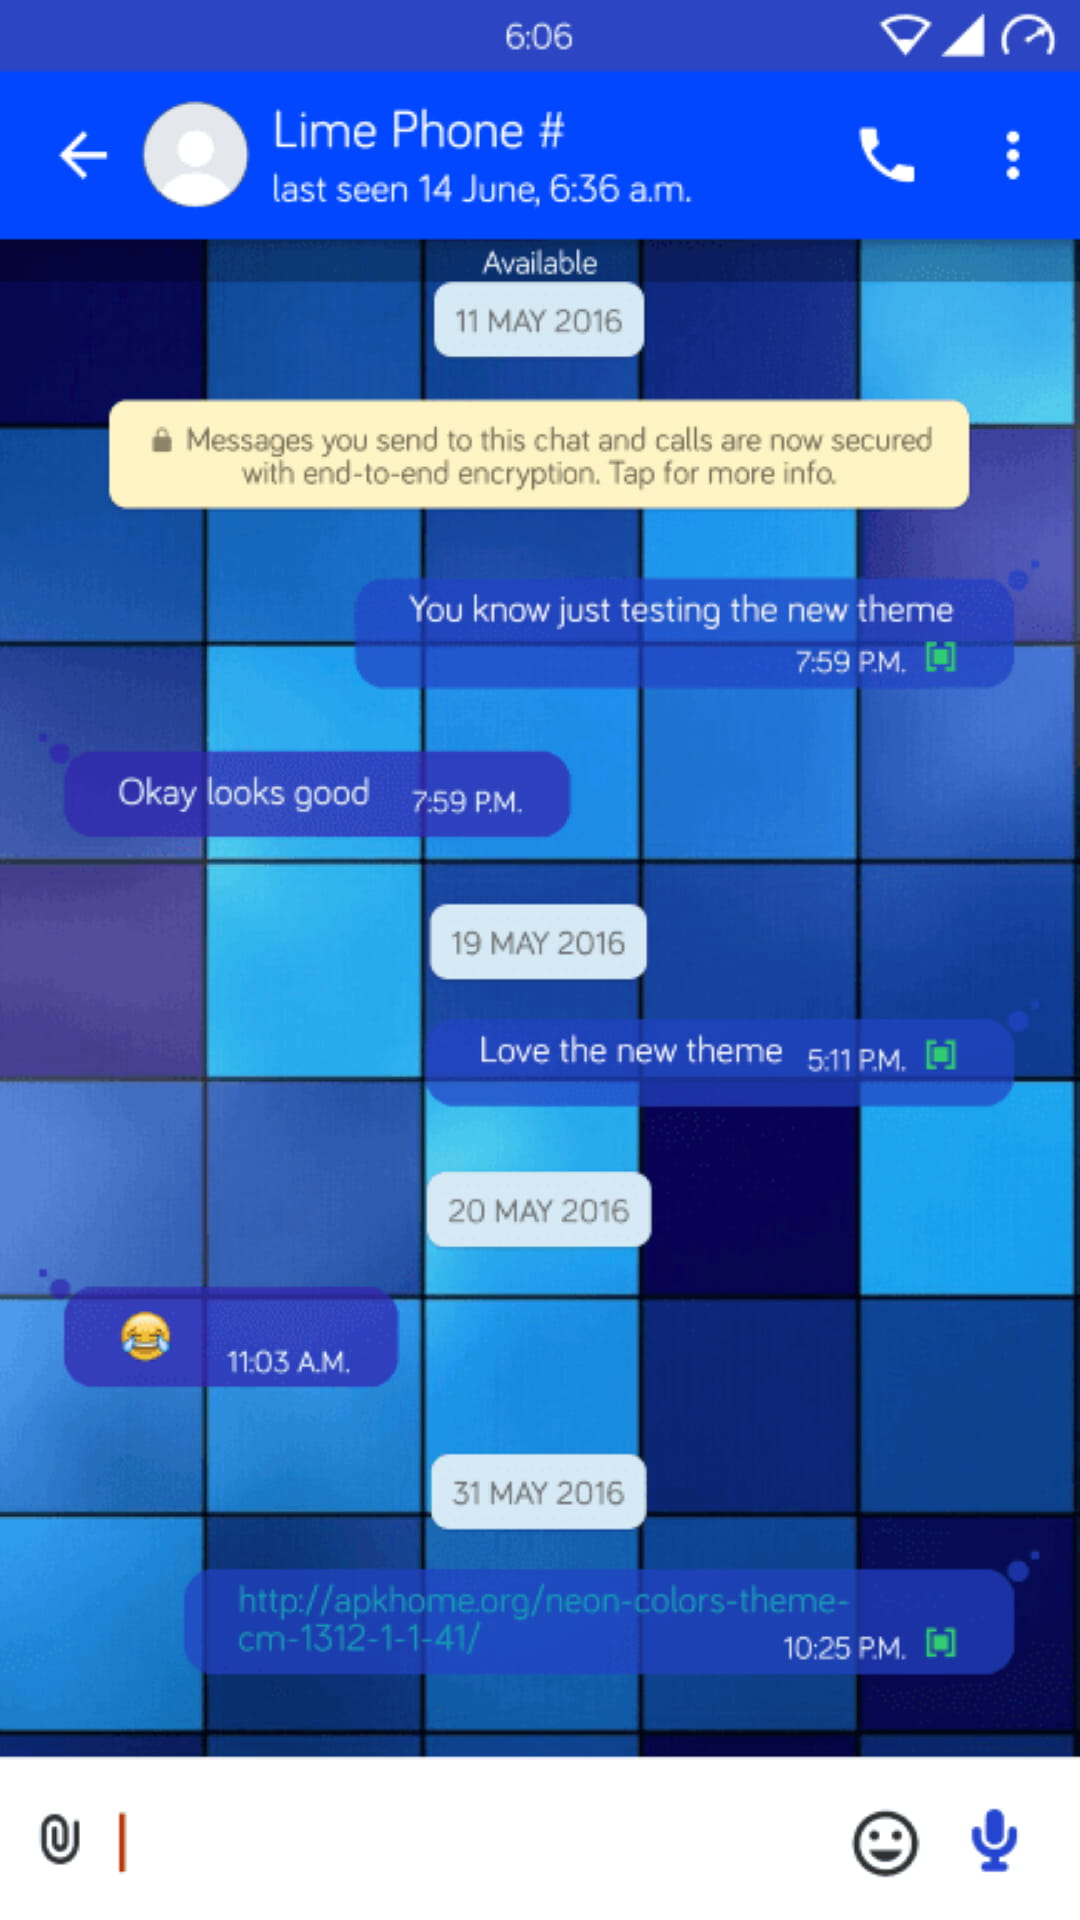 6:06
Lime Phone #
last seen 14 June, 6:36 a.m.
Available
11 MAY 2016
Messages you send to this chat and calls are now secured
with end-to-end encryption. Tap for more info.
You know just testing the new theme
7:59 P.M.
Okay looks good 7:59 P.M.
19 MAY 2016
Love the new theme 5:11 P.M.
20 MAY 2016
😂 11:03 A.M.
31 MAY 2016
http://apkhome.org/neon-colors-theme-
cm-1312-1-1-41/ 10:25 P.M.